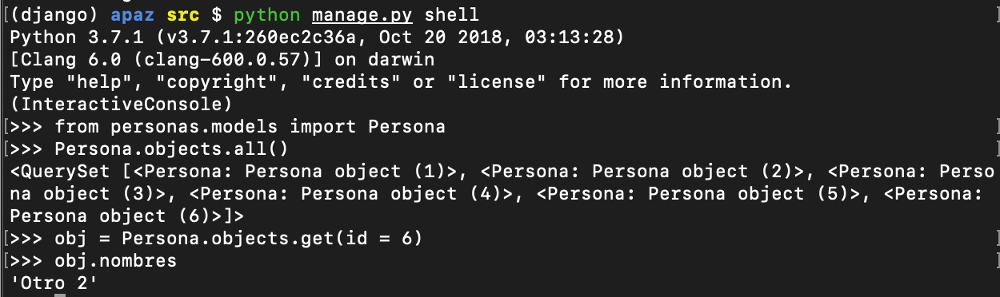 [(django) apaz src $ python manage.py shell ]
Python 3.7.1 (v3.7.1:260ec2c36a, Oct 20 2018, 03:13:28)
[Clang 6.0 (clang-600.0.57)] on darwin
Type "help", "copyright", "credits" or "license" for more information.
(InteractiveConsole)
[>>> from personas.models import Persona ]
[>>> Persona.objects.all() ]
<QuerySet [<Persona: Persona object (1)>, <Persona: Persona object (2)>, <Persona: Perso
na object (3)>, <Persona: Persona object (4)>, <Persona: Persona object (5)>, <Persona:
Persona object (6)>]>
[>>> obj = Persona.objects.get(id = 6) ]
[>>> obj.nombres ]
'Otro 2'